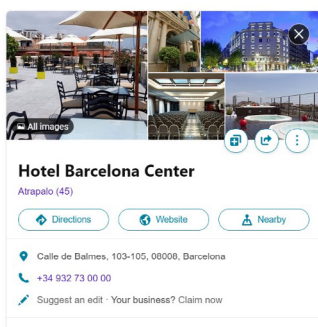 All images
Hotel Barcelona Center
Atrapalo (45)
Directions
Website
Nearby
Calle de Balmes, 103-105, 08008, Barcelona
+34 932 73 00 00
Suggest an edit · Your business? Claim now